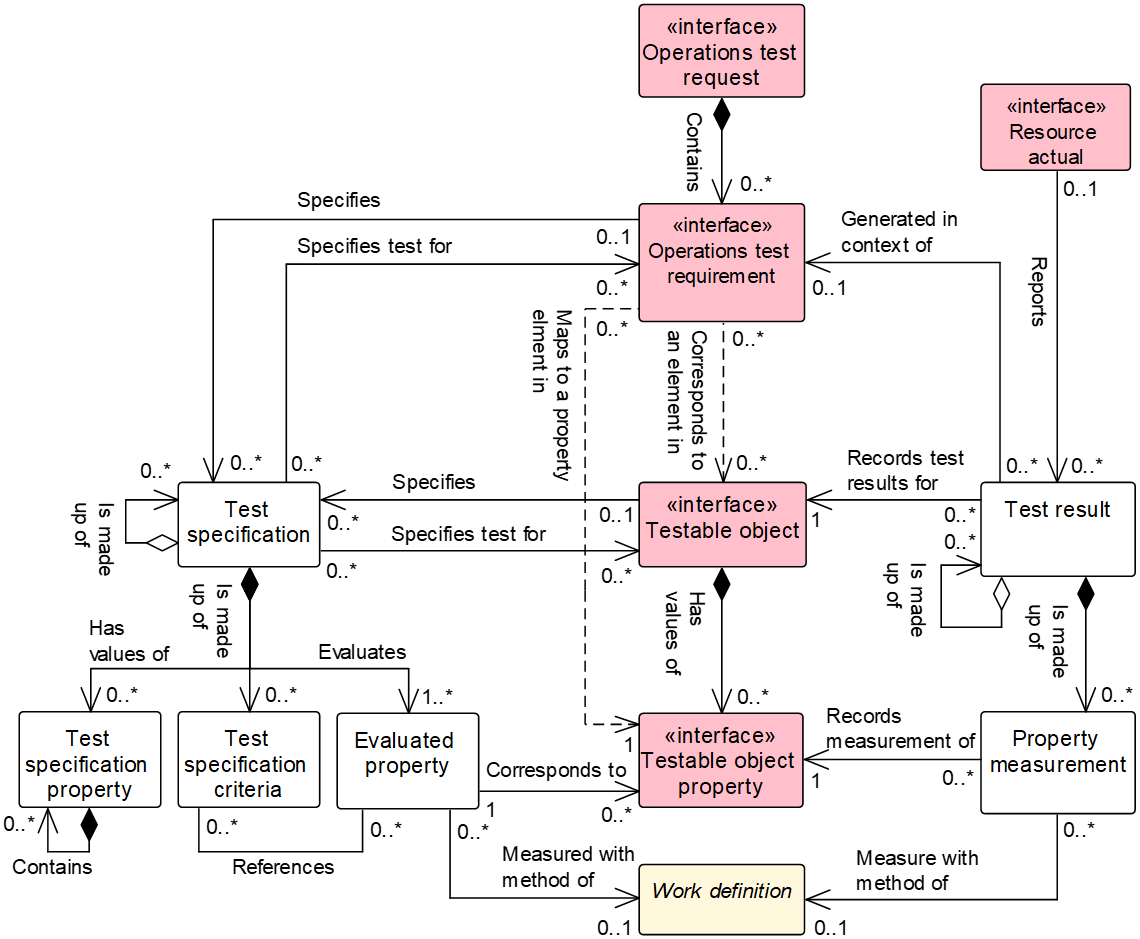 «interface»
Operations test
request
«interface»
Resource
actual
Contains
0..*
0..1
Specifies
«interface»
Operations test
requirement
0..1
Specifies test for
0..*
Generated in
context of
0..1
Reports
0..*
Maps to a property
elment in
Corresponds to
an element in
0..*
0..*
0..*
0..*
0..*
0..*
0..*
Test
specification
Is made
up of
Specifies
0..*
0..1
«interface»
Testable object
Records test
results for
1
0..*
0..*
Test result
Specifies test for
0..*
0..*
0..*
Is made
up of
Is made
up of
Is made
up of
Has
values of
Has
values of
Evaluates
0..*
0..*
1..*
0..*
0..*
Test
specification
property
Test
specification
criteria
Evaluated
property
Corresponds to
1
0..*
1
«interface»
Testable object
property
Records
measurement of
1
0..*
Property
measurement
0..*
Contains
0..*
References
0..*
0..*
Measured with
method of
0..1
Work definition
Measure with
method of
0..1
0..*